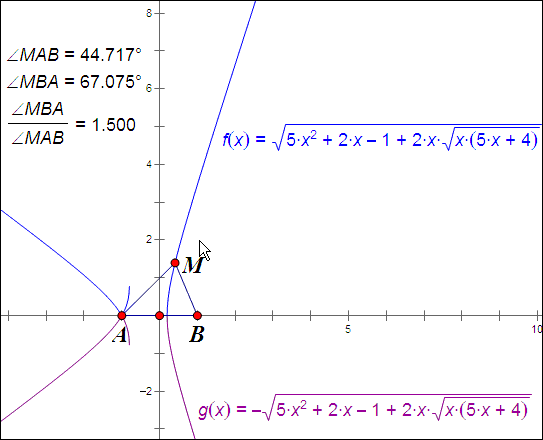 8
∠MAB = 44.717°
∠MBA = 67.075°
∠MBA / ∠MAB = 1.500
6
f(x) = √(5·x² + 2·x – 1 + 2·x·√(x·(5·x + 4)))
4
2
M
A B
5 10
–2
g(x) = –√(5·x² + 2·x – 1 + 2·x·√(x·(5·x + 4)))